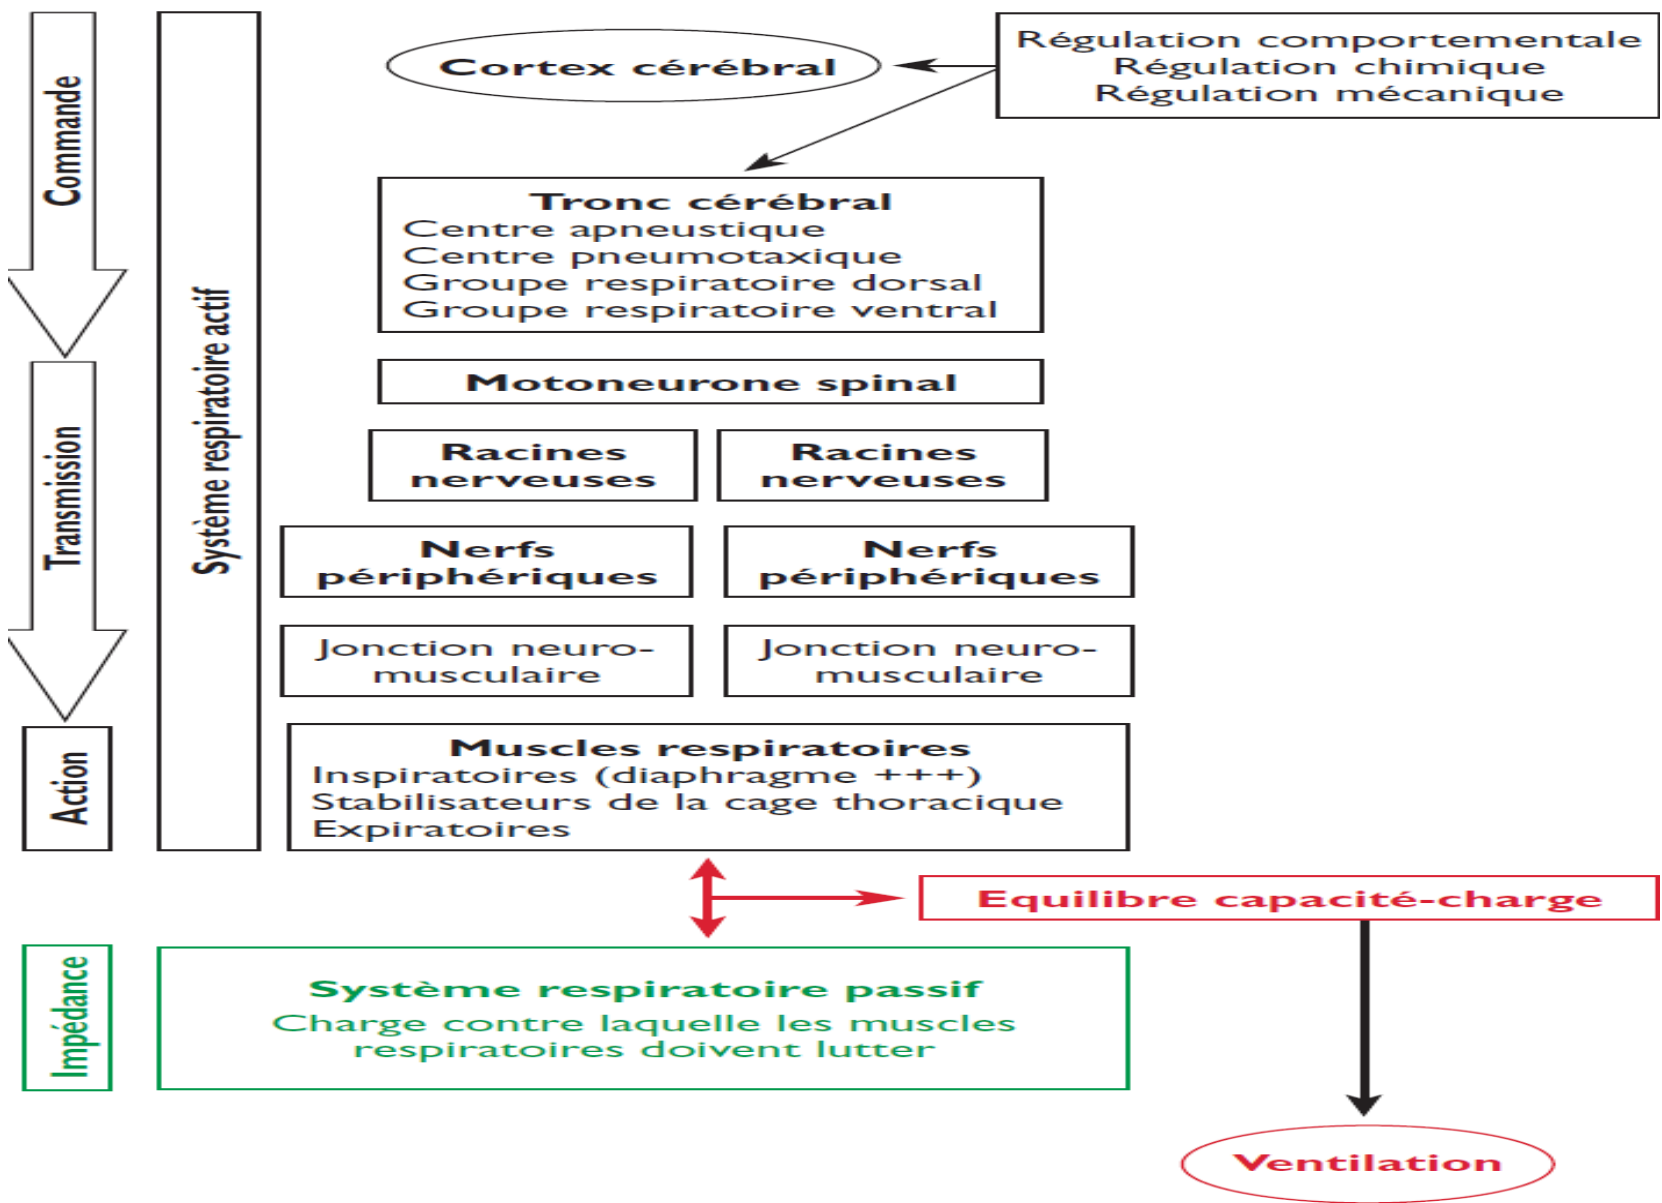 Commande
Transmission
Action
Impédance
Système respiratoire actif
Cortex cérébral
Régulation comportementale
Régulation chimique
Régulation mécanique
Tronc cérébral
Centre apneustique
Centre pneumotaxique
Groupe respiratoire dorsal
Groupe respiratoire ventral
Motoneurone spinal
Racines
nerveuses
Racines
nerveuses
Nerfs
périphériques
Nerfs
périphériques
Jonction neuro-
musculaire
Jonction neuro-
musculaire
Muscles respiratoires
Inspiratoires (diaphragme +++)
Stabilisateurs de la cage thoracique
Expiratoires
Equilibre capacité-charge
Système respiratoire passif
Charge contre laquelle les muscles
respiratoires doivent lutter
Ventilation